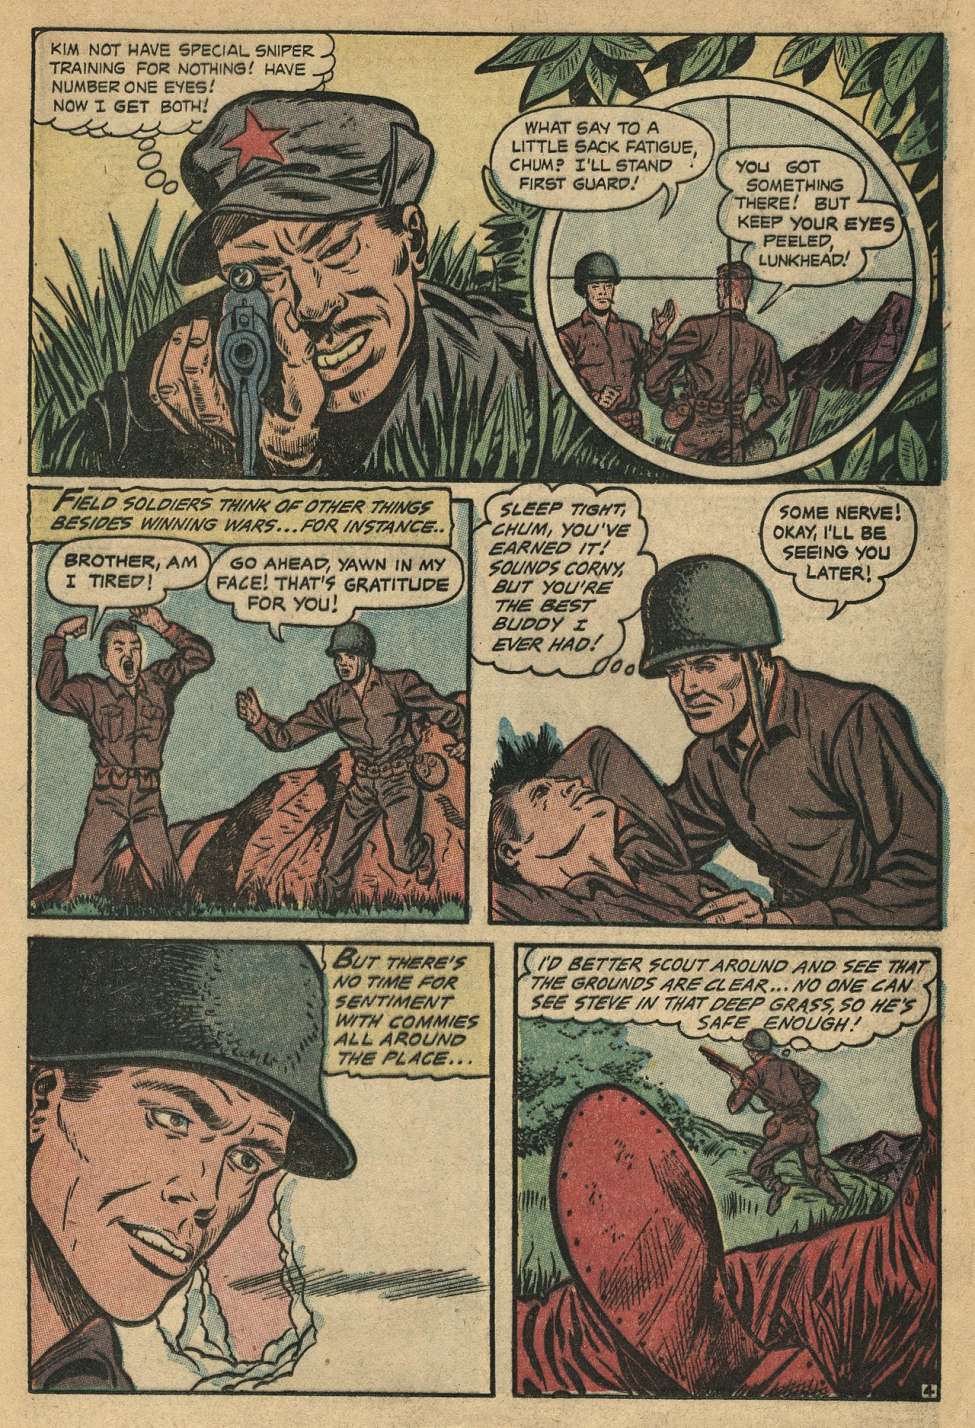 KIM NOT HAVE SPECIAL SNIPER
TRAINING FOR NOTHING! HAVE
NUMBER ONE EYES!
NOW I GET BOTH!
WHAT SAY TO A
LITTLE SACK FATIGUE,
CHUM? I'LL STAND
FIRST GUARD!
YOU GOT
SOMETHING
THERE! BUT
KEEP YOUR EYES
PEELED,
LUNKHEAD!
FIELD SOLDIERS THINK OF OTHER THINGS
BESIDES WINNING WARS...FOR INSTANCE..
BROTHER, AM
I TIRED!
GO AHEAD, YAWN IN MY
FACE! THAT'S GRATITUDE
FOR YOU!
SLEEP TIGHT,
CHUM, YOU'VE
EARNED IT!
SOUNDS CORNY,
BUT YOU'RE
THE BEST
BUDDY I
EVER HAD!
SOME NERVE!
OKAY, I'LL BE
SEEING YOU
LATER!
BUT THERE'S
NO TIME FOR
SENTIMENT
WITH COMMIES
ALL AROUND
THE PLACE...
I'D BETTER SCOUT AROUND AND SEE THAT
THE GROUNDS ARE CLEAR...NO ONE CAN
SEE STEVE IN THAT DEEP GRASS, SO HE'S
SAFE ENOUGH!
4